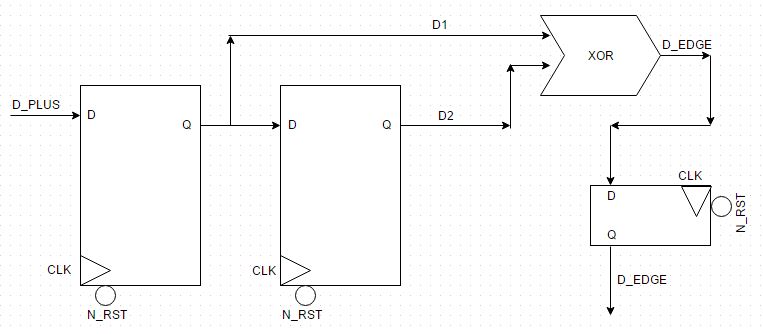 D1
XOR
D_EDGE
D_PLUS
D
Q
D
Q
D2
CLK
D
Q
N_RST
CLK
CLK
D_EDGE
N_RST
N_RST